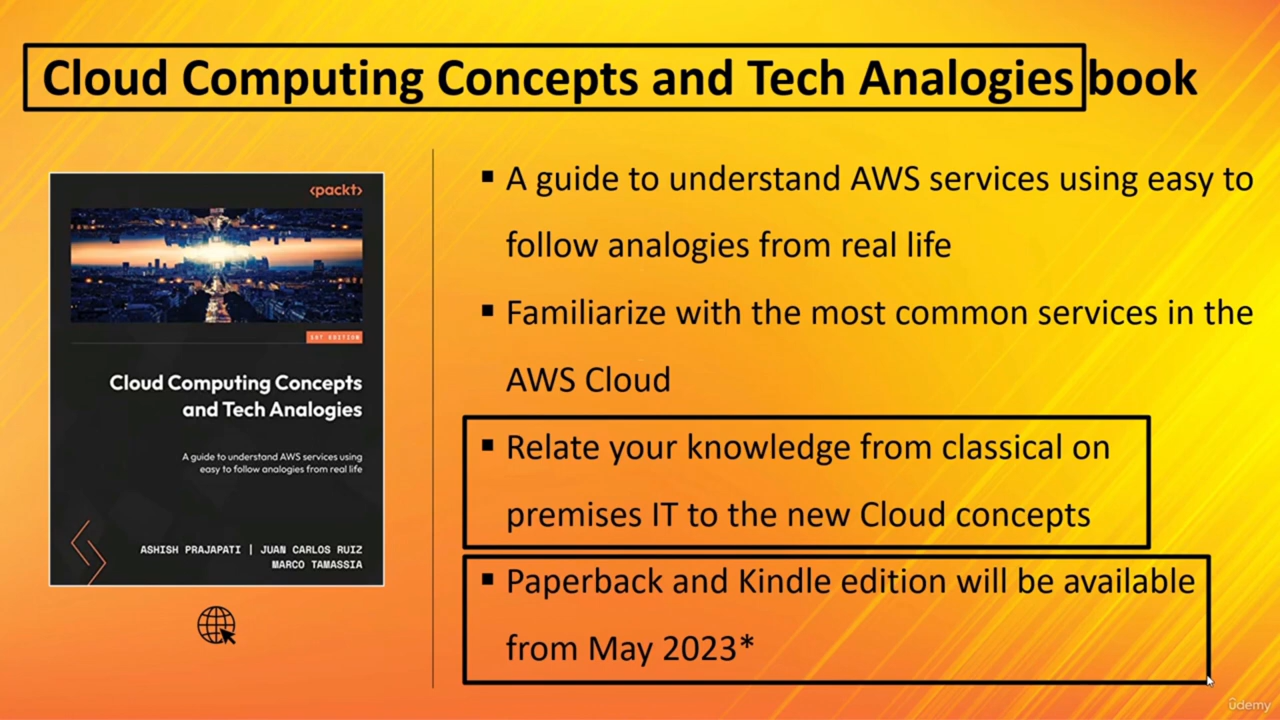 Cloud Computing Concepts and Tech Analogies book
<packt>
1ST EDITION
Cloud Computing Concepts
and Tech Analogies
A guide to understand AWS services using
easy to follow analogies from real life
ASHISH PRAJAPATI | JUAN CARLOS RUIZ
MARCO TAMASSIA
▪ A guide to understand AWS services using easy to
follow analogies from real life
▪ Familiarize with the most common services in the
AWS Cloud
▪ Relate your knowledge from classical on
premises IT to the new Cloud concepts
▪ Paperback and Kindle edition will be available
from May 2023*
ûdemy